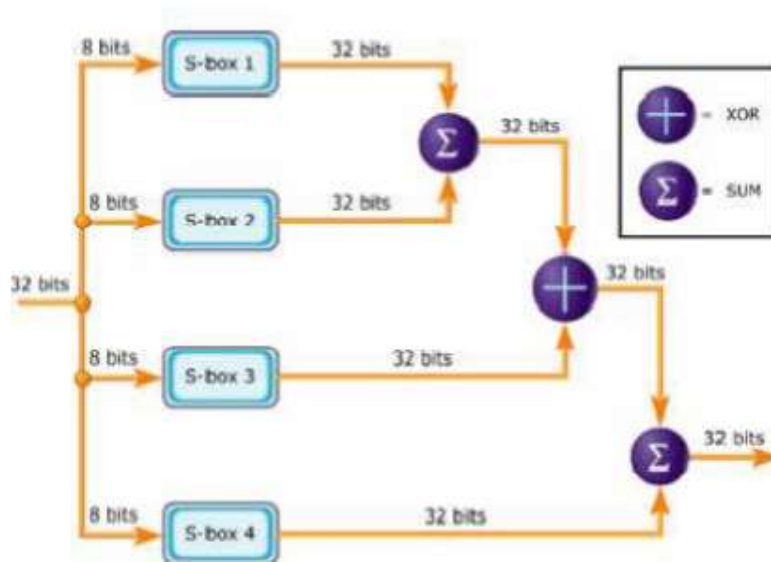 8 bits
S-box 1
32 bits
Σ
32 bits
= XOR
Σ
= SUM
8 bits
S-box 2
32 bits
32 bits
32 bits
8 bits
S-box 3
32 bits
Σ
32 bits
8 bits
S-box 4
32 bits